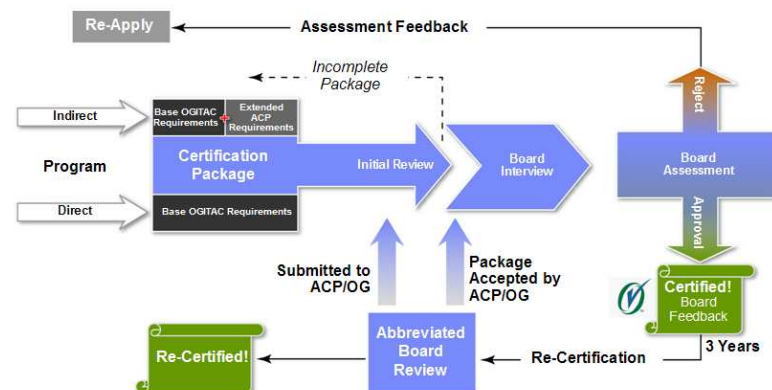 Re-Apply
Assessment Feedback
Incomplete
Package
Reject
Indirect
Base OGITAC
Requirements
Extended
ACP
Requirements
Program
Certification
Package
Initial Review
Board
Interview
Board
Assessment
Direct
Base OGITAC Requirements
Approval
Submitted to
ACP/OG
Package
Accepted by
ACP/OG
Certified!
Board
Feedback
3 Years
Re-Certified!
Abbreviated
Board
Review
Re-Certification